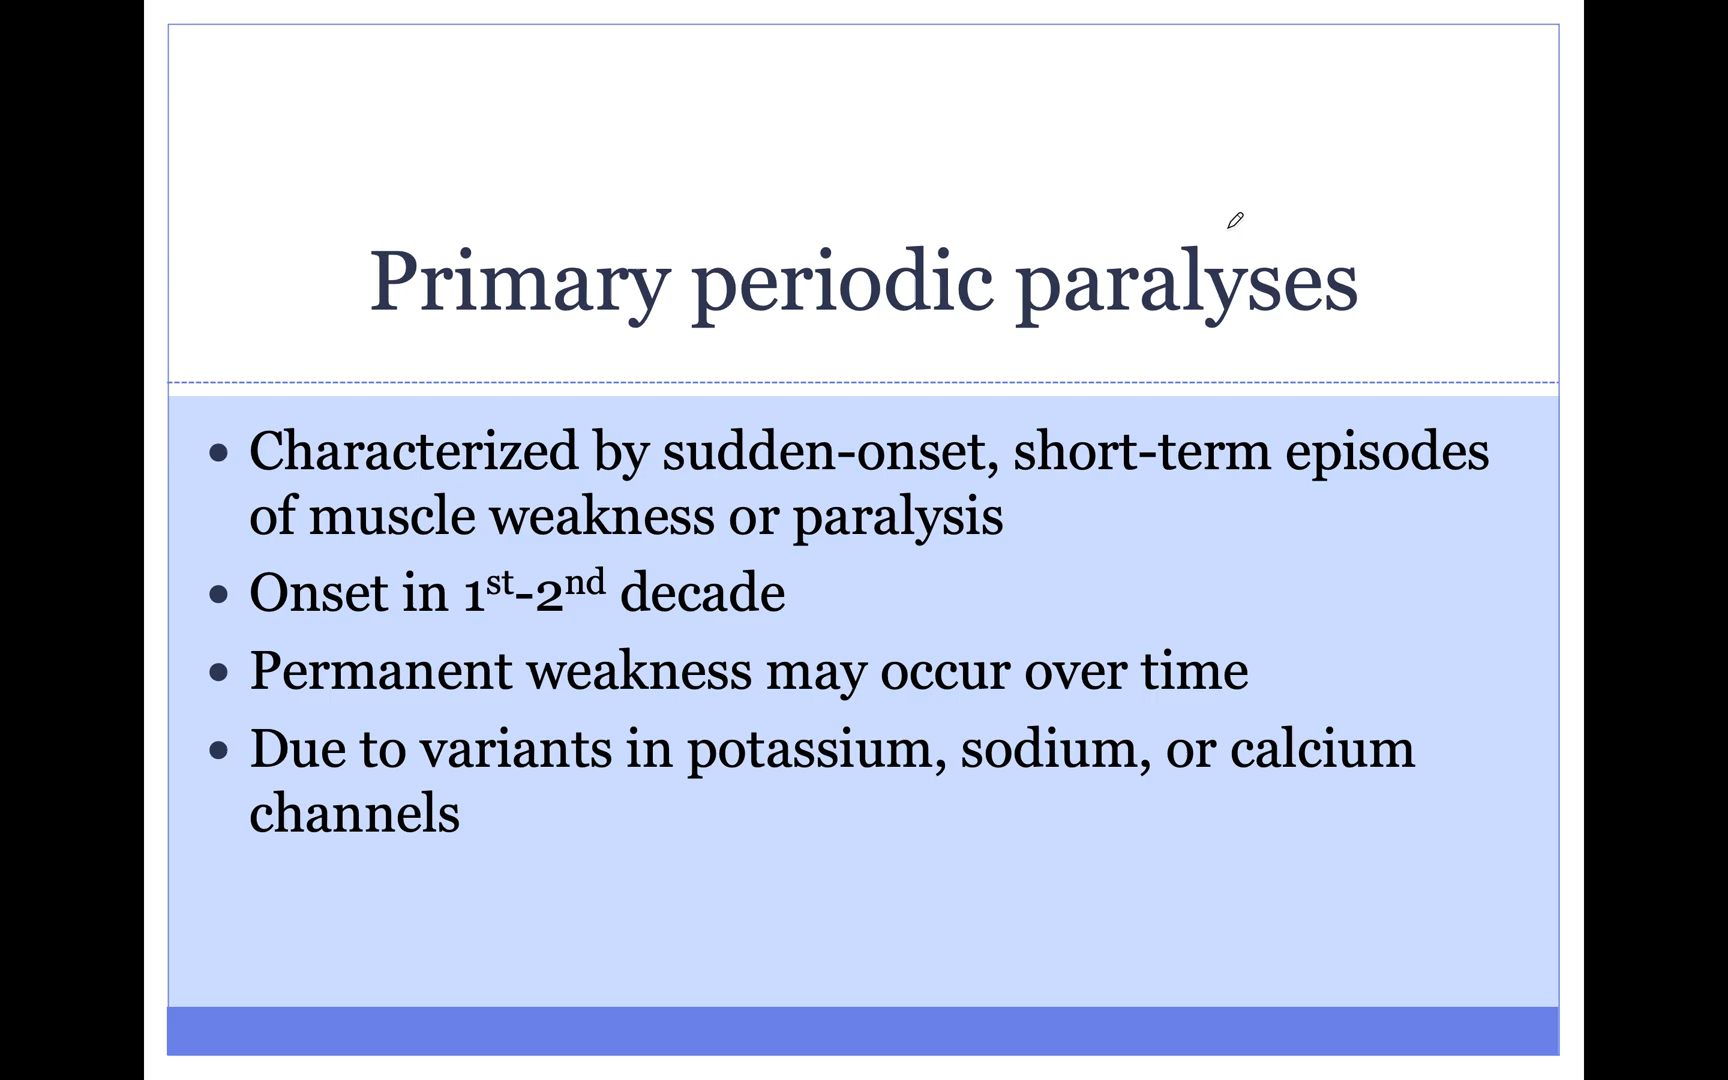 Primary periodic paralyses
• Characterized by sudden-onset, short-term episodes
of muscle weakness or paralysis
• Onset in 1st-2nd decade
• Permanent weakness may occur over time
• Due to variants in potassium, sodium, or calcium
channels